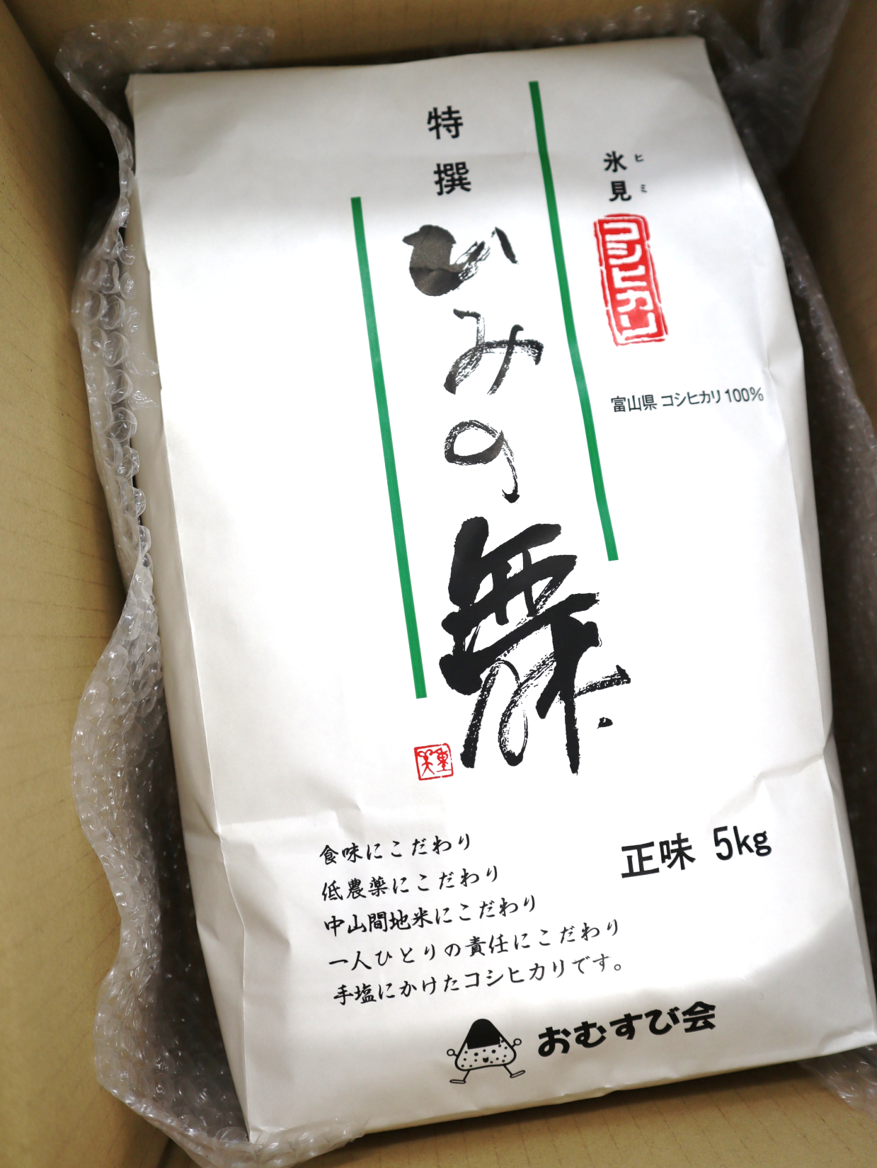 氷見
ヒミ
コシヒカリ
富山県 コシヒカリ 100%
特撰
ひみの舞
正味 5kg
食味にこだわり
低農薬にこだわり
中山間地米にこだわり
一人ひとりの責任にこだわり
手塩にかけたコシヒカリです。
おむすび会